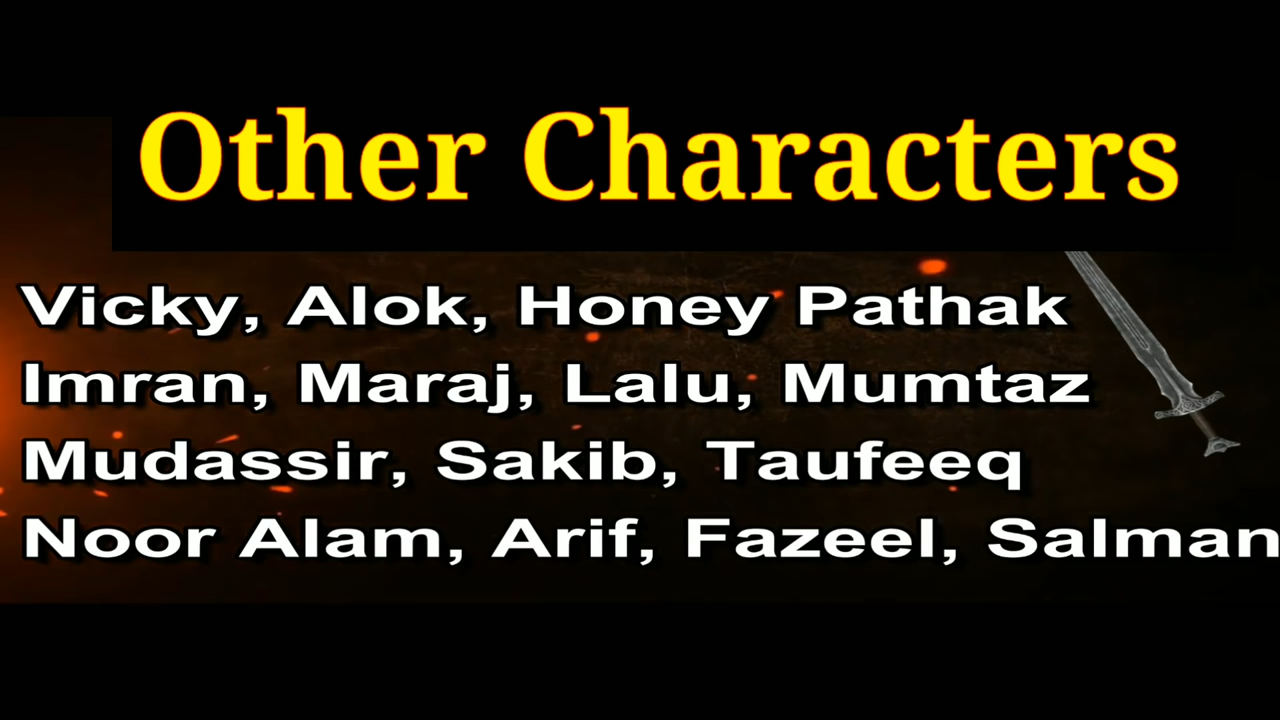 Other Characters
Vicky, Alok, Honey Pathak
Imran, Maraj, Lalu, Mumtaz
Mudassir, Sakib, Taufeeq
Noor Alam, Arif, Fazeel, Salman